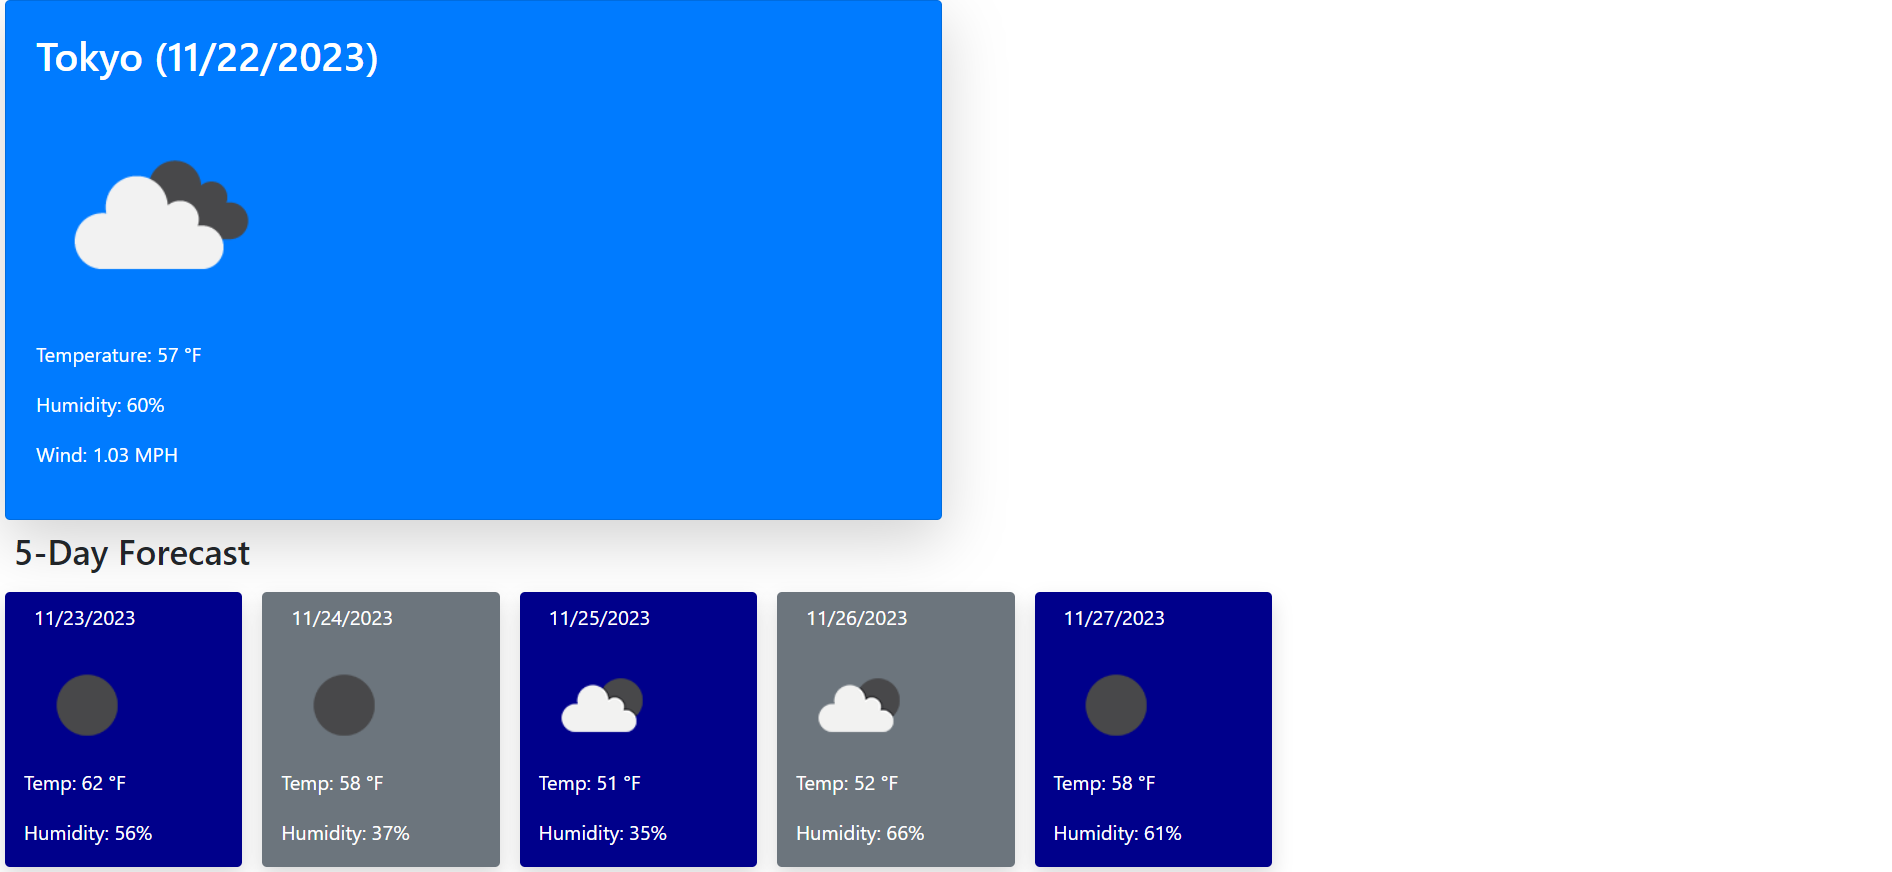 Tokyo (11/22/2023)
Temperature: 57 °F
Humidity: 60%
Wind: 1.03 MPH
5-Day Forecast
11/23/2023
Temp: 62 °F
Humidity: 56%
11/24/2023
Temp: 58 °F
Humidity: 37%
11/25/2023
Temp: 51 °F
Humidity: 35%
11/26/2023
Temp: 52 °F
Humidity: 66%
11/27/2023
Temp: 58 °F
Humidity: 61%